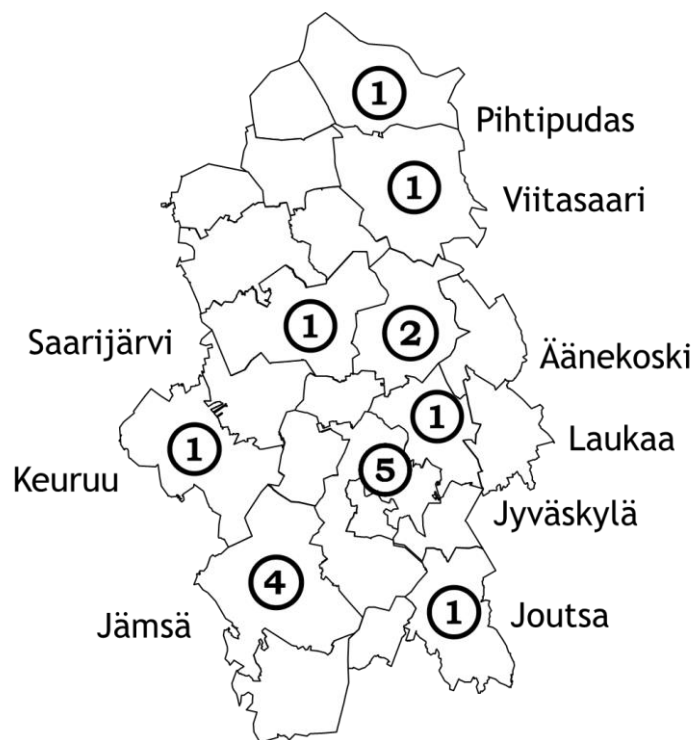 1
Pihtipudas
1
Viitasaari
Saarijärvi
1
2
Äänekoski
1
Laukaa
Keuruu
1
5
Jyväskylä
Jämsä
4
1
Joutsa